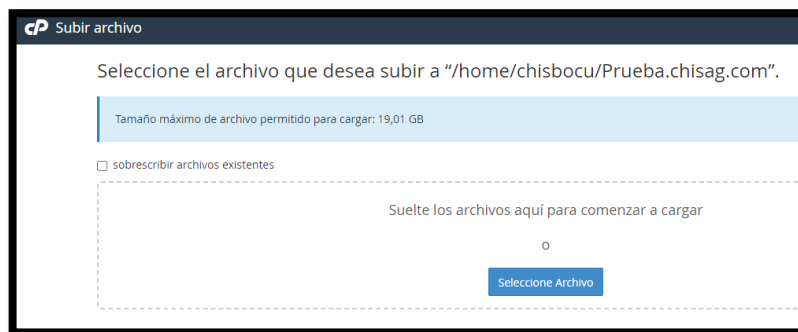 cP Subir archivo
Seleccione el archivo que desea subir a “/home/chisbocu/Prueba.chisag.com”.
Tamaño máximo de archivo permitido para cargar: 19,01 GB
sobrescribir archivos existentes
Suelte los archivos aquí para comenzar a cargar
o
Seleccione Archivo